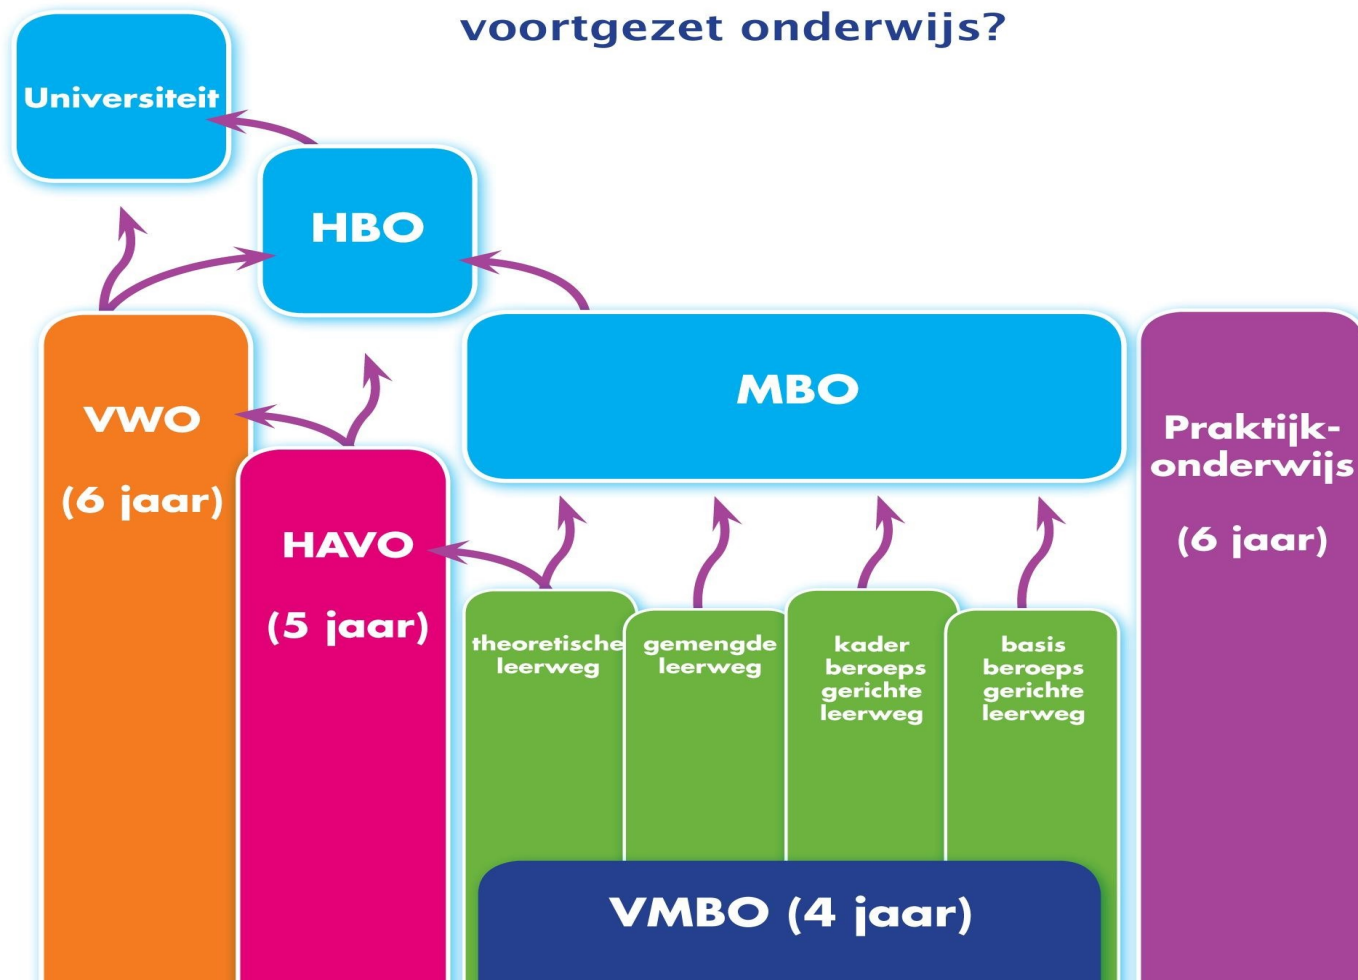 voortgezet onderwijs?
Universiteit
HBO
MBO
VWO
(6 jaar)
HAVO
(5 jaar)
theoretische
leerweg
gemengde
leerweg
kader
beroeps
gerichte
leerweg
basis
beroeps
gerichte
leerweg
Praktijk-
onderwijs
(6 jaar)
VMBO (4 jaar)